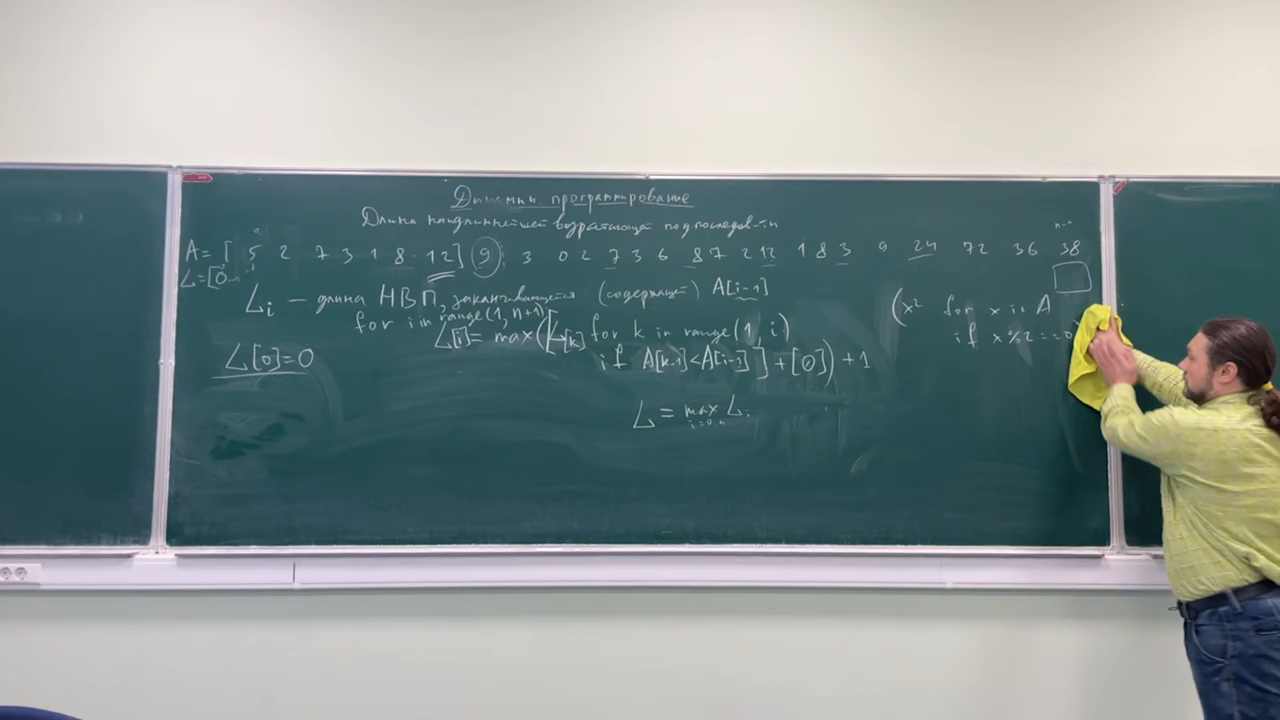 Динамич. программирование
Длина наидлиннейшей возрастающей подпоследов-ти
A = [ 5 2 7 3 1 8 12] 9 3 0 2 7 3 6 8 7 2 12 1 8 3 9 24 72 36 38
L=[0
Li — длина НВП, заканчивающейся (содержащей) A[i-1]
for i in range(1, n+1)
L[i]= max([L[k] for k in range(1, i)
if A[k-1]<A[i-1]]+[0])+1
L[0]=0
L = max Li
(x² for x in A
if x%2==0